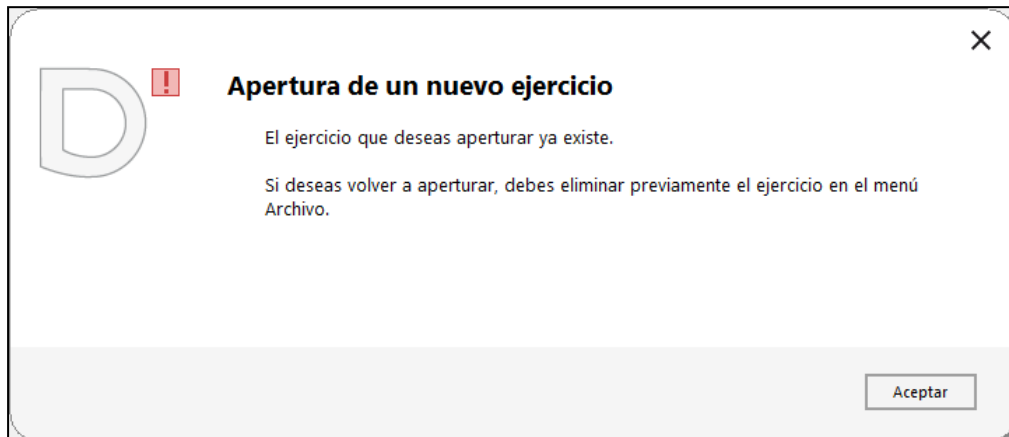 Apertura de un nuevo ejercicio
El ejercicio que deseas aperturar ya existe.
Si deseas volver a aperturar, debes eliminar previamente el ejercicio en el menú
Archivo.
Aceptar